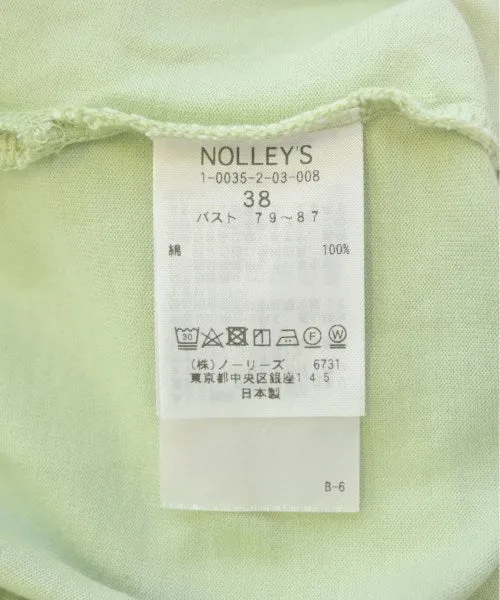 NOLLEY'S
1-0035-2-03-008
38
バスト 79～87
綿 100%
30 F W
(株)ノーリーズ 6731
東京都中央区銀座145
日本製
B-6